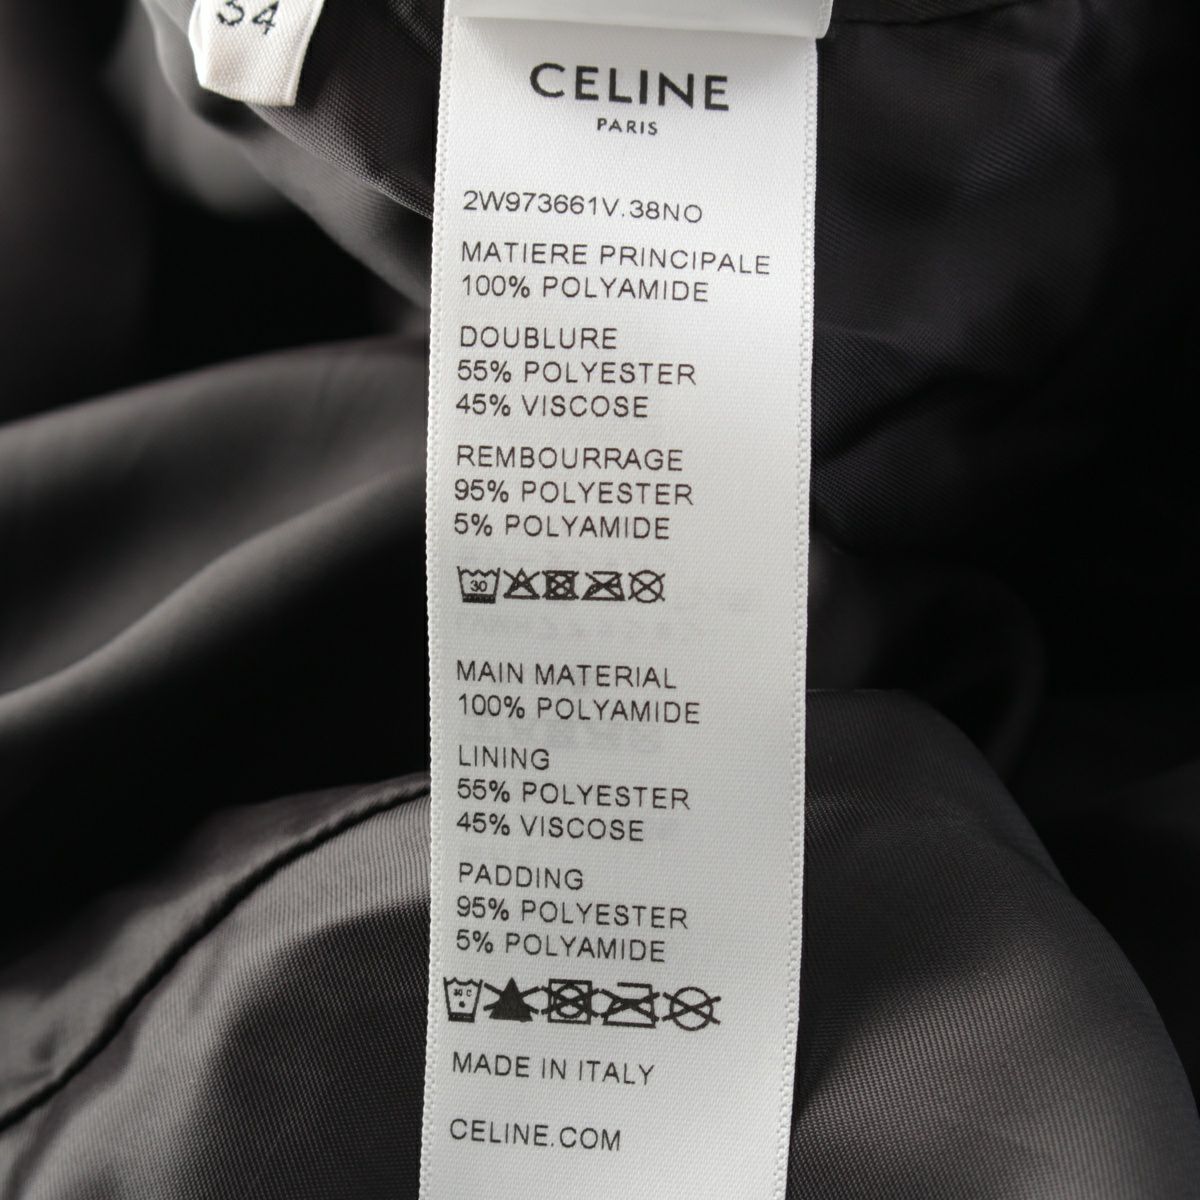 34
CELINE
PARIS
2W973661V.38NO
MATIERE PRINCIPALE
100% POLYAMIDE
DOUBLURE
55% POLYESTER
45% VISCOSE
REMBOURRAGE
95% POLYESTER
5% POLYAMIDE
30
MAIN MATERIAL
100% POLYAMIDE
LINING
55% POLYESTER
45% VISCOSE
PADDING
95% POLYESTER
5% POLYAMIDE
MADE IN ITALY
CELINE.COM